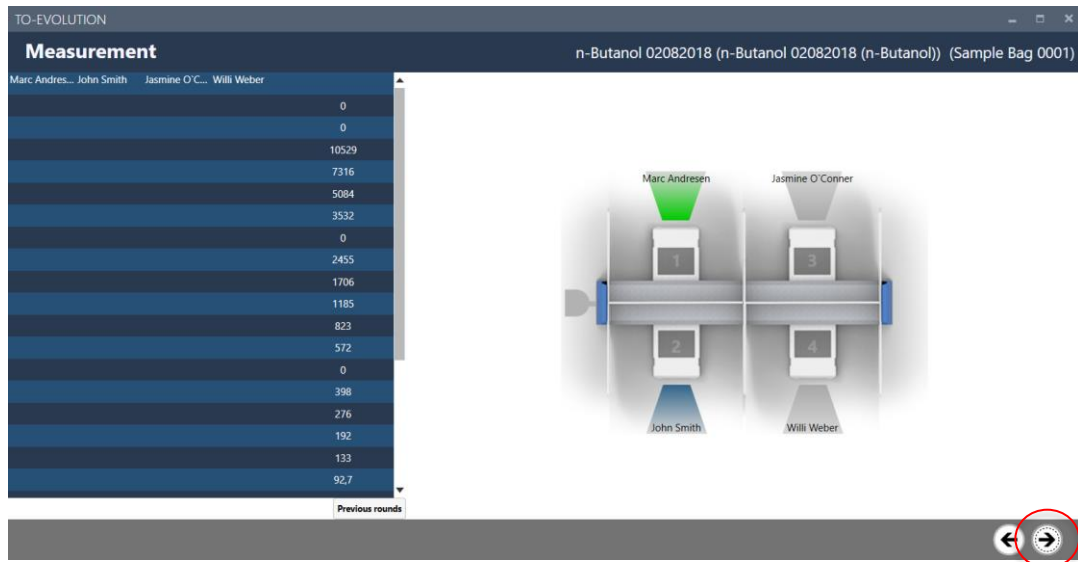 TO-EVOLUTION
Measurement
n-Butanol 02082018 (n-Butanol 02082018 (n-Butanol)) (Sample Bag 0001)
Marc Andres... John Smith Jasmine O'C... Willi Weber
0
0
10529
7316
5084
3532
0
2455
1706
1185
823
572
0
398
276
192
133
92,7
Previous rounds
Marc Andresen Jasmine O'Conner
1 3
2 4
John Smith Willi Weber